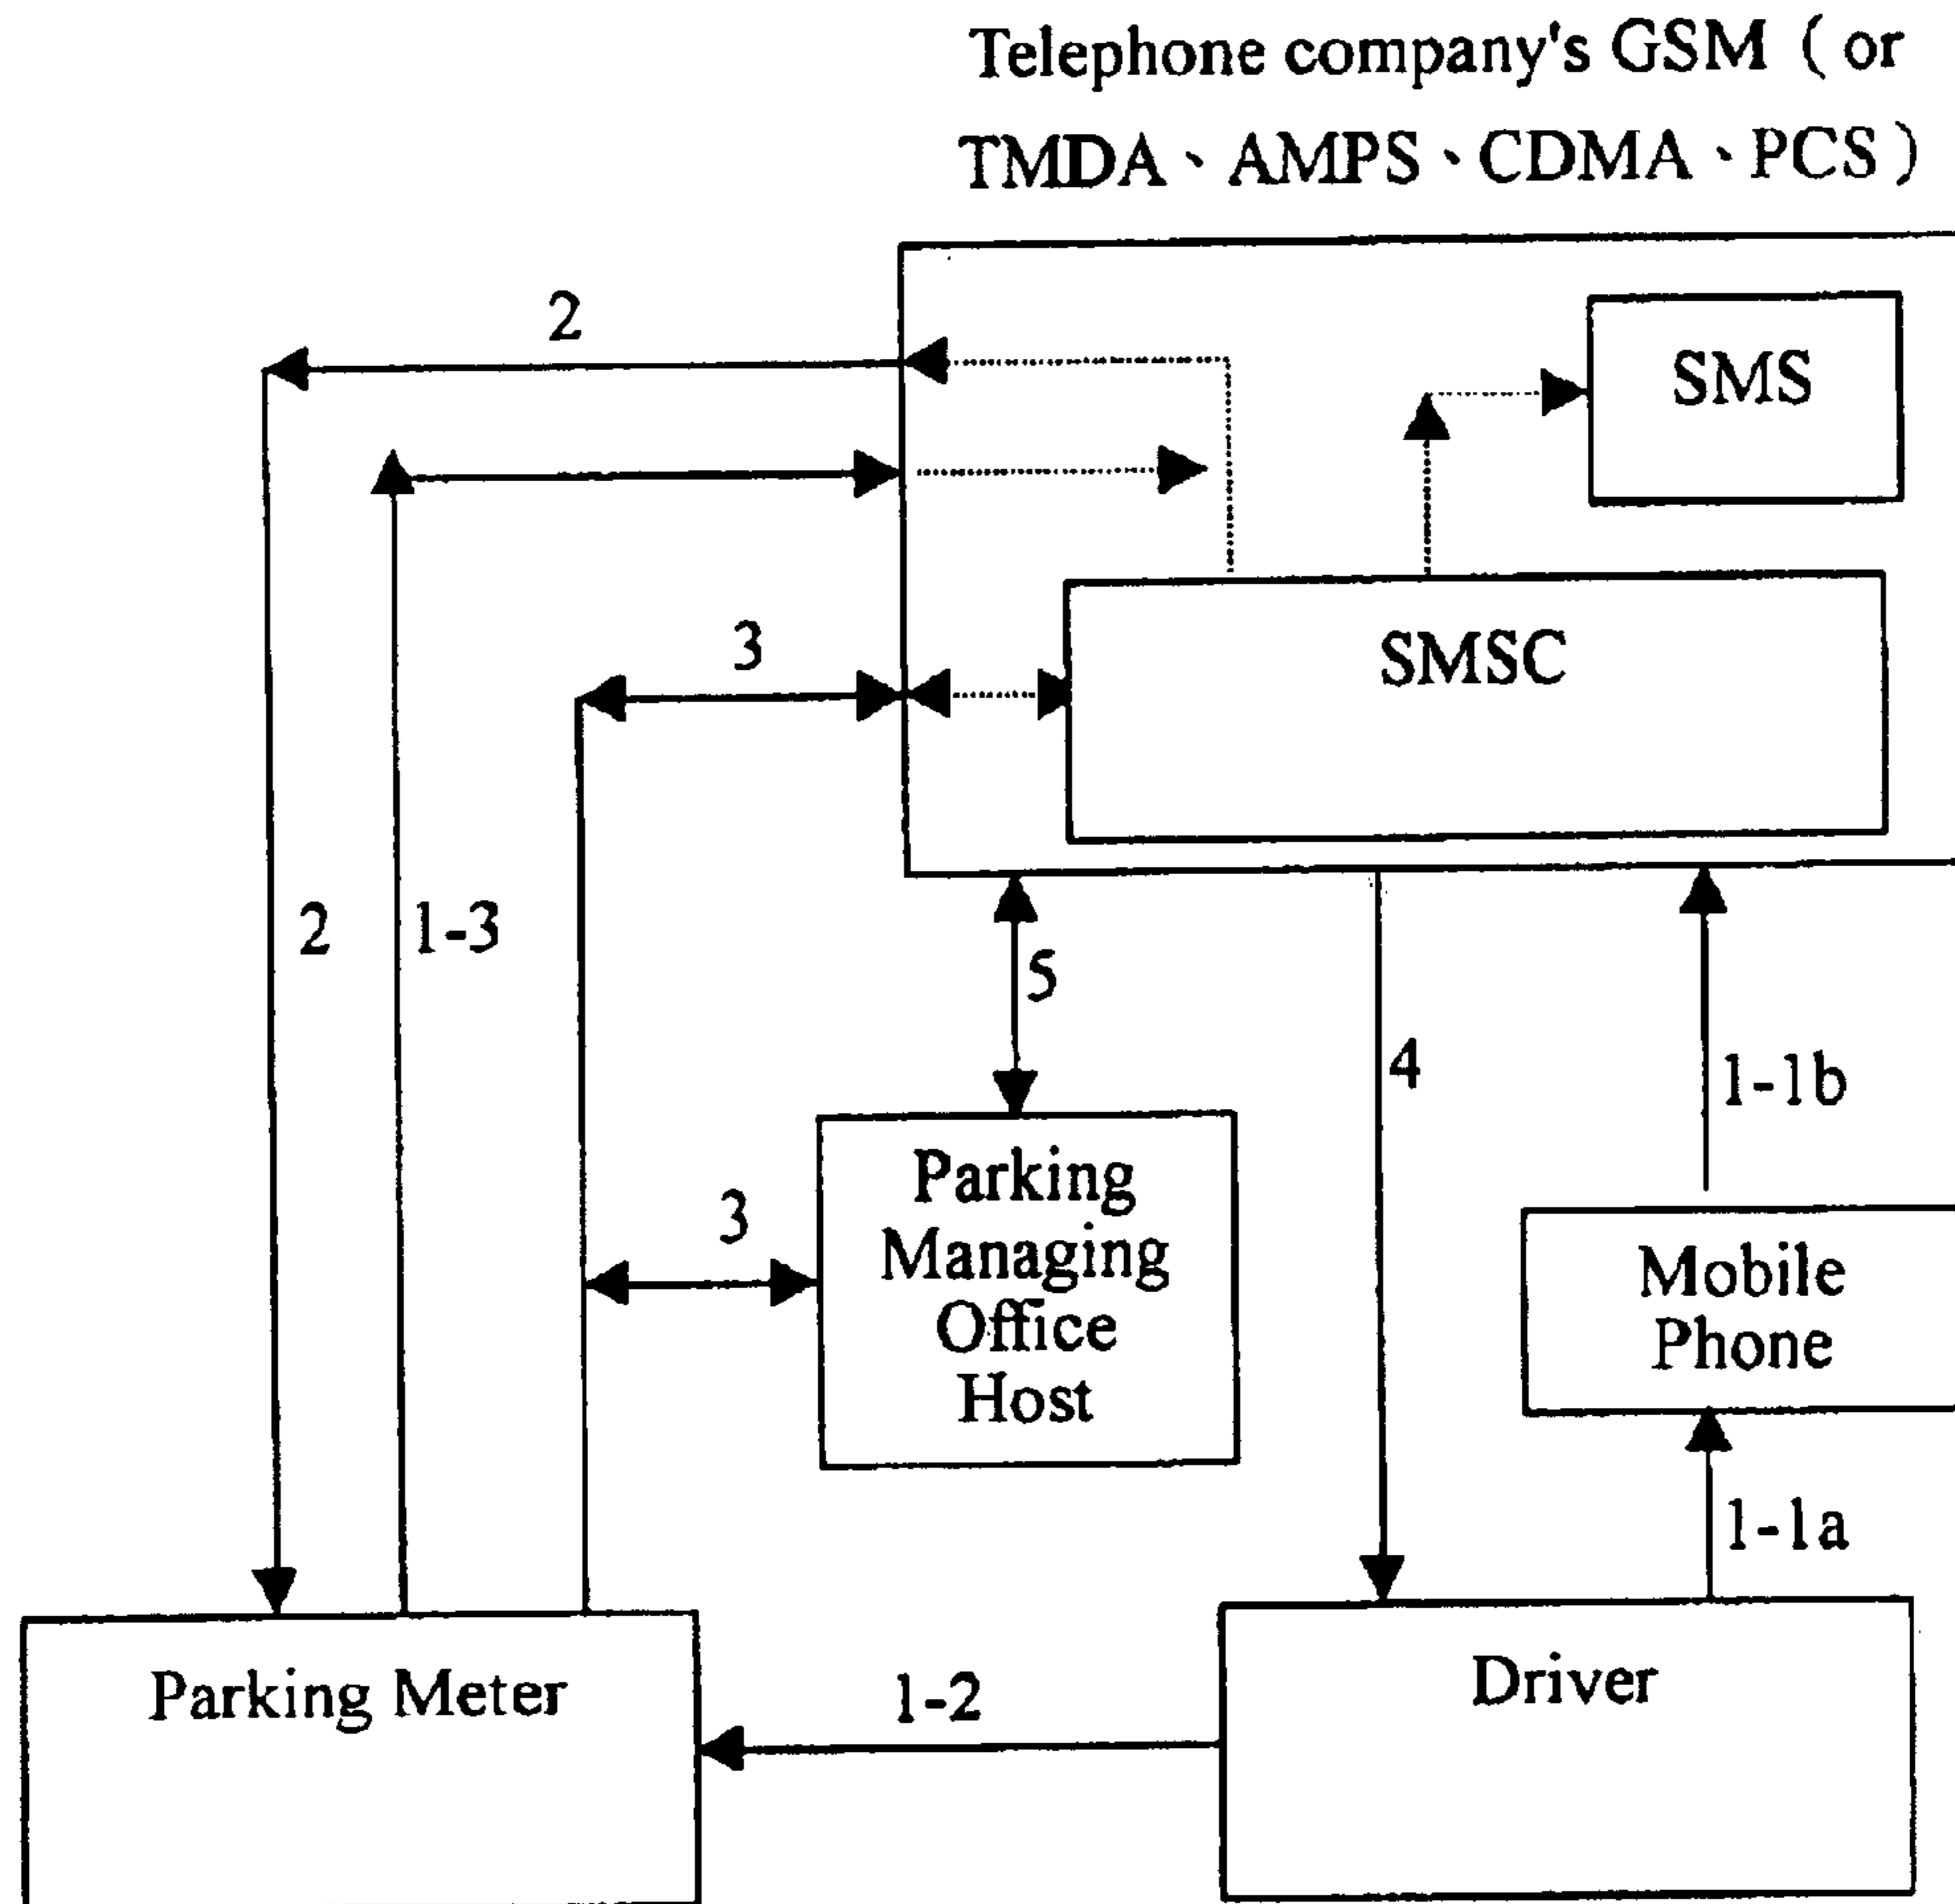 Telephone company's GSM ( or
TMDA、AMPS、CDMA、PCS )
2
SMS
3
SMSC
2
1-3
5
4
1-1b
Parking
Managing
Office
Host
3
Mobile
Phone
1-1a
Parking Meter
1-2
Driver